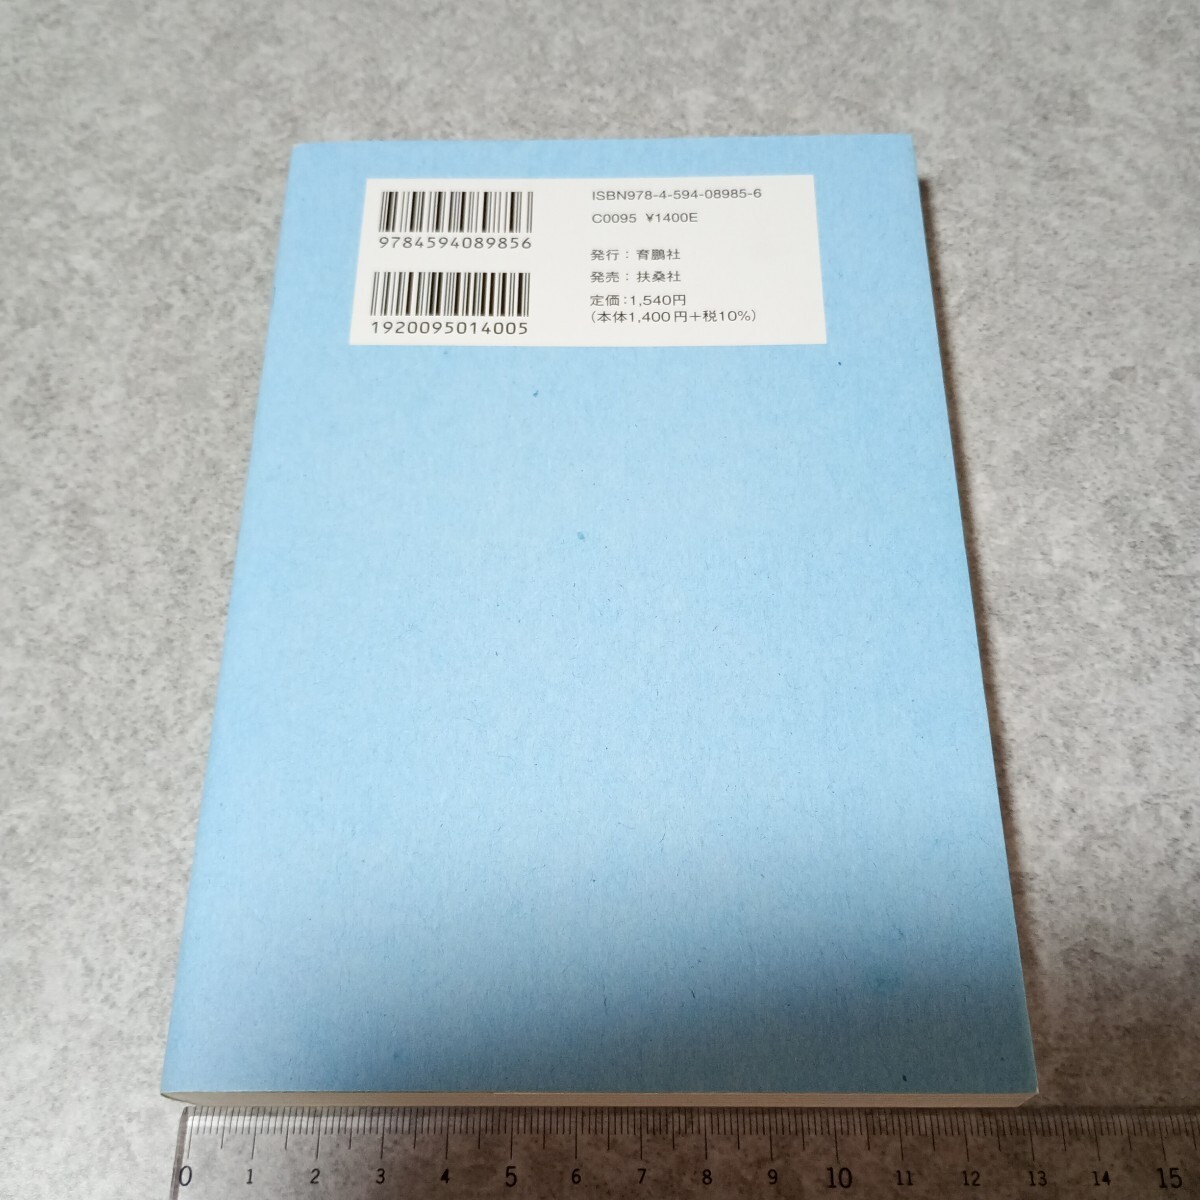 9784594089856
1920095014005
ISBN978-4-594-08985-6
C0095 ¥1400E
発行：育鵬社
発売：扶桑社
定価：1,540円
（本体1,400円＋税10%）
0 1 2 3 4 5 6 7 8 9 10 11 12 13 14 15